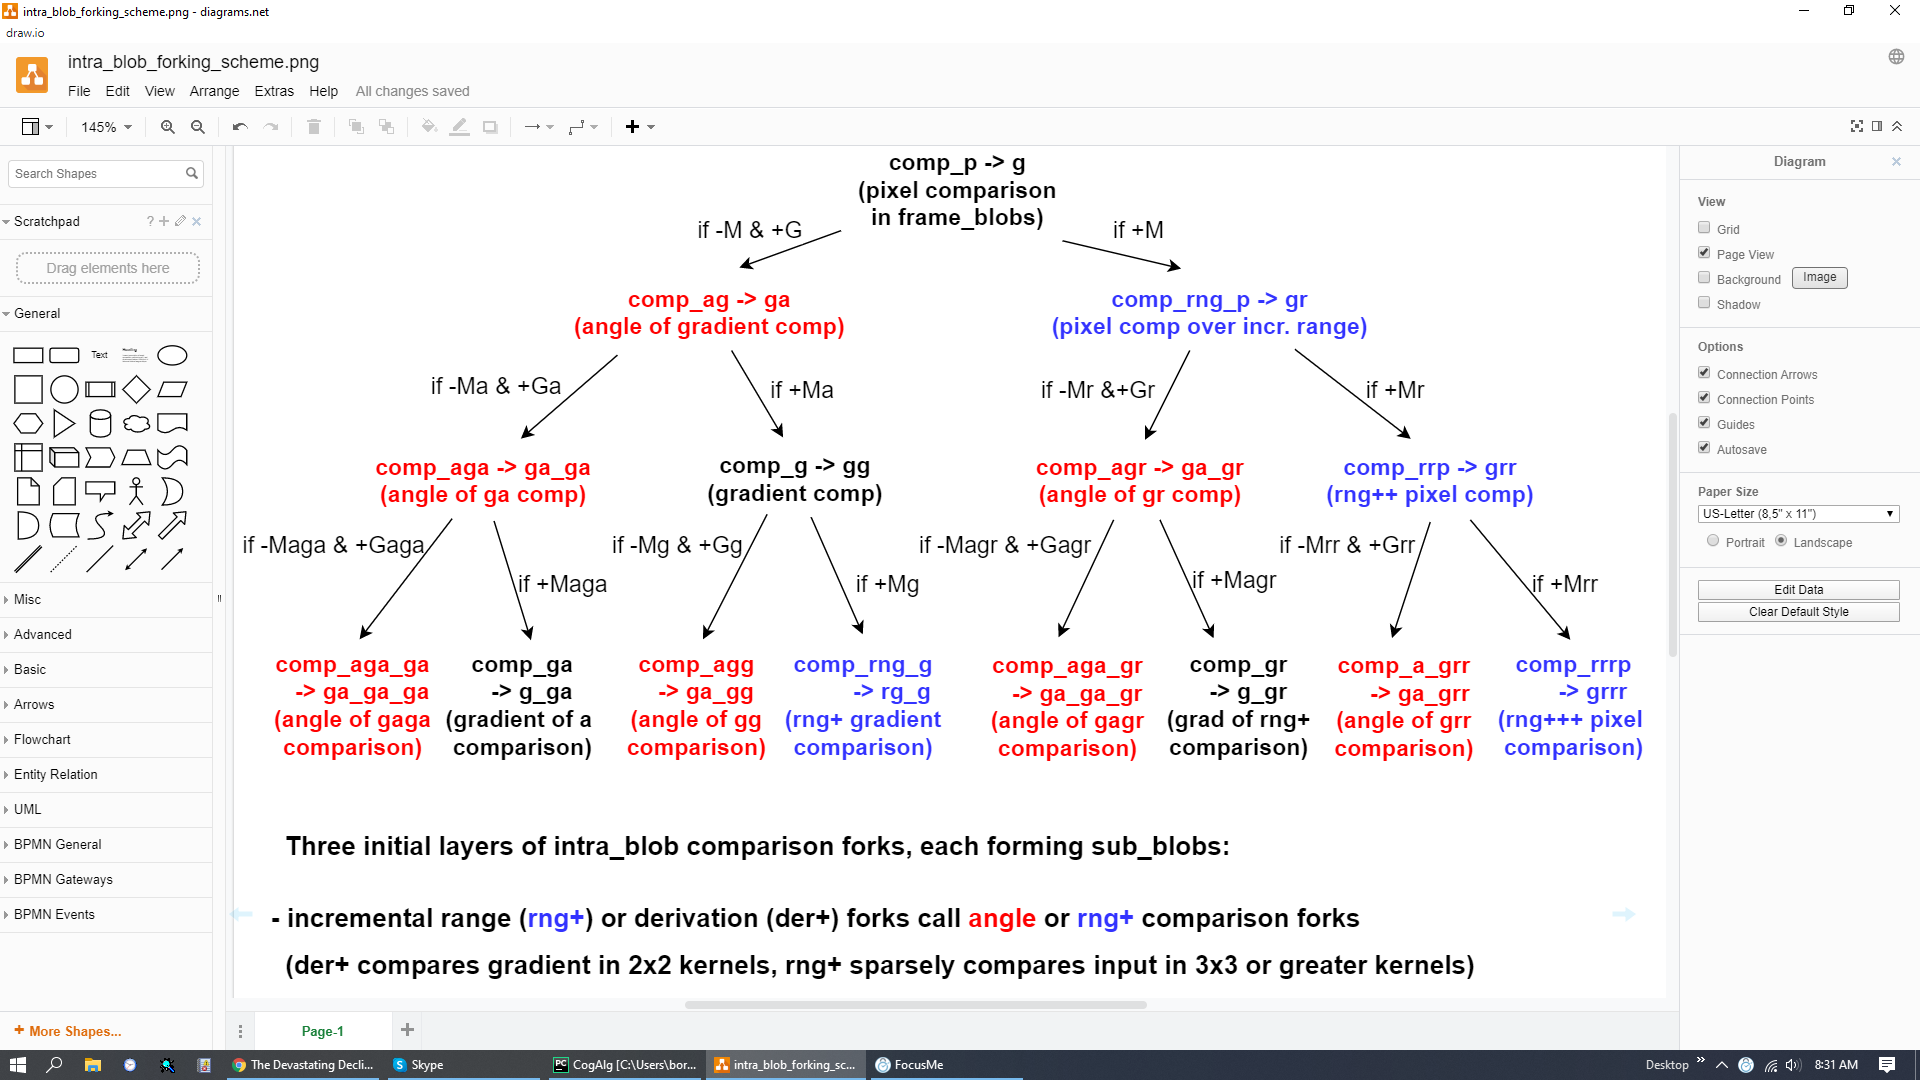 intra_blob_forking_scheme.png - diagrams.net
draw.io
intra_blob_forking_scheme.png
File Edit View Arrange Extras Help All changes saved
145%
Search Shapes
Scratchpad
?
Drag elements here
General
Text
Heading
Misc
Advanced
Basic
Arrows
Flowchart
Entity Relation
UML
BPMN General
BPMN Gateways
BPMN Events
+ More Shapes...
comp_p -> g
(pixel comparison
in frame_blobs)
if -M & +G
if +M
comp_ag -> ga
(angle of gradient comp)
comp_rng_p -> gr
(pixel comp over incr. range)
if -Ma & +Ga
if +Ma
if -Mr &+Gr
if +Mr
comp_aga -> ga_ga
(angle of ga comp)
comp_g -> gg
(gradient comp)
comp_agr -> ga_gr
(angle of gr comp)
comp_rrp -> grr
(rng++ pixel comp)
if -Maga & +Gaga
if +Maga
if -Mg & +Gg
if +Mg
if -Magr & +Gagr
if +Magr
if -Mrr & +Grr
if +Mrr
comp_aga_ga
-> ga_ga_ga
(angle of gaga
comparison)
comp_ga
-> g_ga
(gradient of a
comparison)
comp_agg
-> ga_gg
(angle of gg
comparison)
comp_rng_g
-> rg_g
(rng+ gradient
comparison)
comp_aga_gr
-> ga_ga_gr
(angle of gagr
comparison)
comp_gr
-> g_gr
(grad of rng+
comparison)
comp_a_grr
-> ga_grr
(angle of grr
comparison)
comp_rrrp
-> grrr
(rng+++ pixel
comparison)
Three initial layers of intra_blob comparison forks, each forming sub_blobs:
- incremental range (rng+) or derivation (der+) forks call angle or rng+ comparison forks
(der+ compares gradient in 2x2 kernels, rng+ sparsely compares input in 3x3 or greater kernels)
Page-1
Diagram
View
Grid
Page View
Background Image
Shadow
Options
Connection Arrows
Connection Points
Guides
Autosave
Paper Size
US-Letter (8,5" x 11")
Portrait Landscape
Edit Data
Clear Default Style
The Devastating Decli...
Skype
CogAlg [C:\Users\bor...
intra_blob_forking_sc...
FocusMe
Desktop
8:31 AM